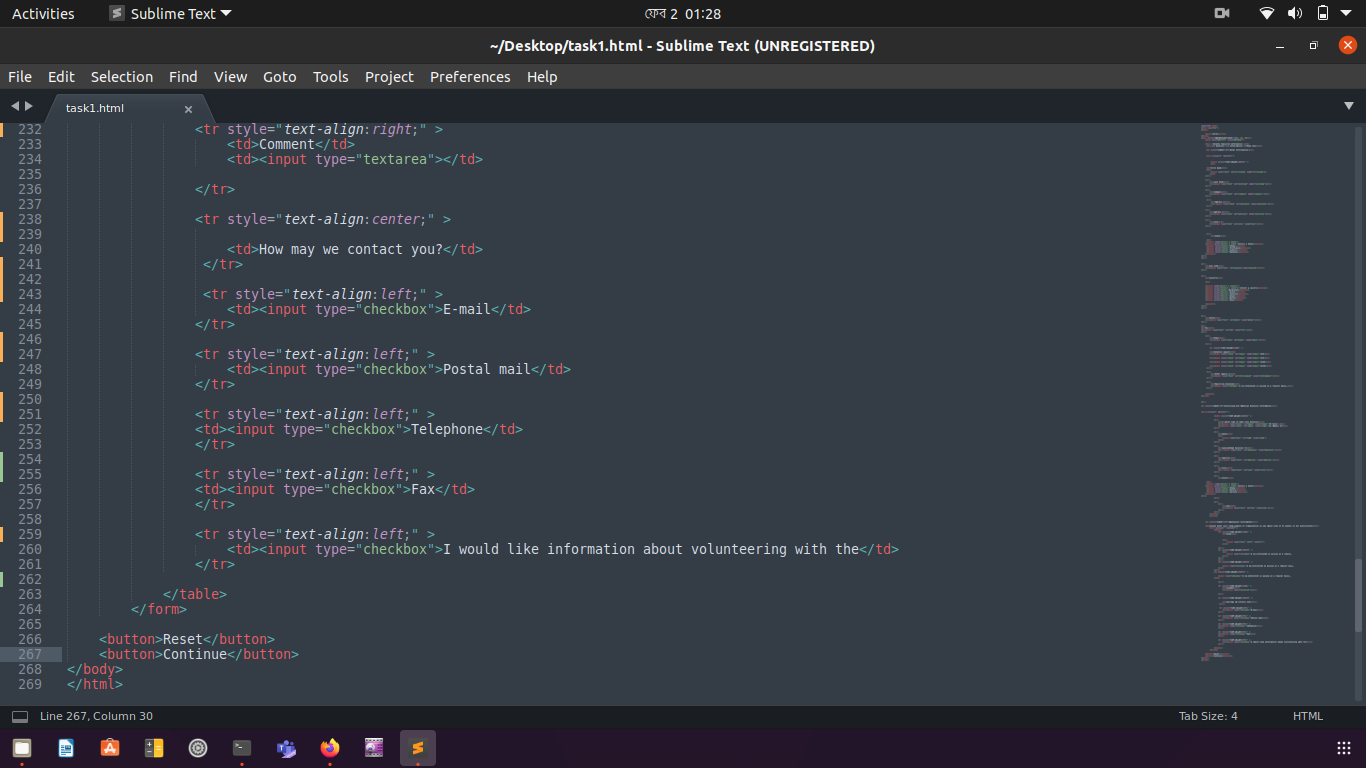 Activities Sublime Text ফেব 2 01:28
~/Desktop/task1.html - Sublime Text (UNREGISTERED)
File Edit Selection Find View Goto Tools Project Preferences Help
task1.html
232 <tr style="text-align:right;" >
233 <td>Comment</td>
234 <td><input type="textarea"></td>
235
236 </tr>
237
238 <tr style="text-align:center;" >
239
240 <td>How may we contact you?</td>
241 </tr>
242
243 <tr style="text-align:left;" >
244 <td><input type="checkbox">E-mail</td>
245 </tr>
246
247 <tr style="text-align:left;" >
248 <td><input type="checkbox">Postal mail</td>
249 </tr>
250
251 <tr style="text-align:left;" >
252 <td><input type="checkbox">Telephone</td>
253 </tr>
254
255 <tr style="text-align:left;" >
256 <td><input type="checkbox">Fax</td>
257 </tr>
258
259 <tr style="text-align:left;" >
260 <td><input type="checkbox">I would like information about volunteering with the</td>
261 </tr>
262
263 </table>
264 </form>
265
266 <button>Reset</button>
267 <button>Continue</button>
268 </body>
269 </html>
Line 267, Column 30 Tab Size: 4 HTML